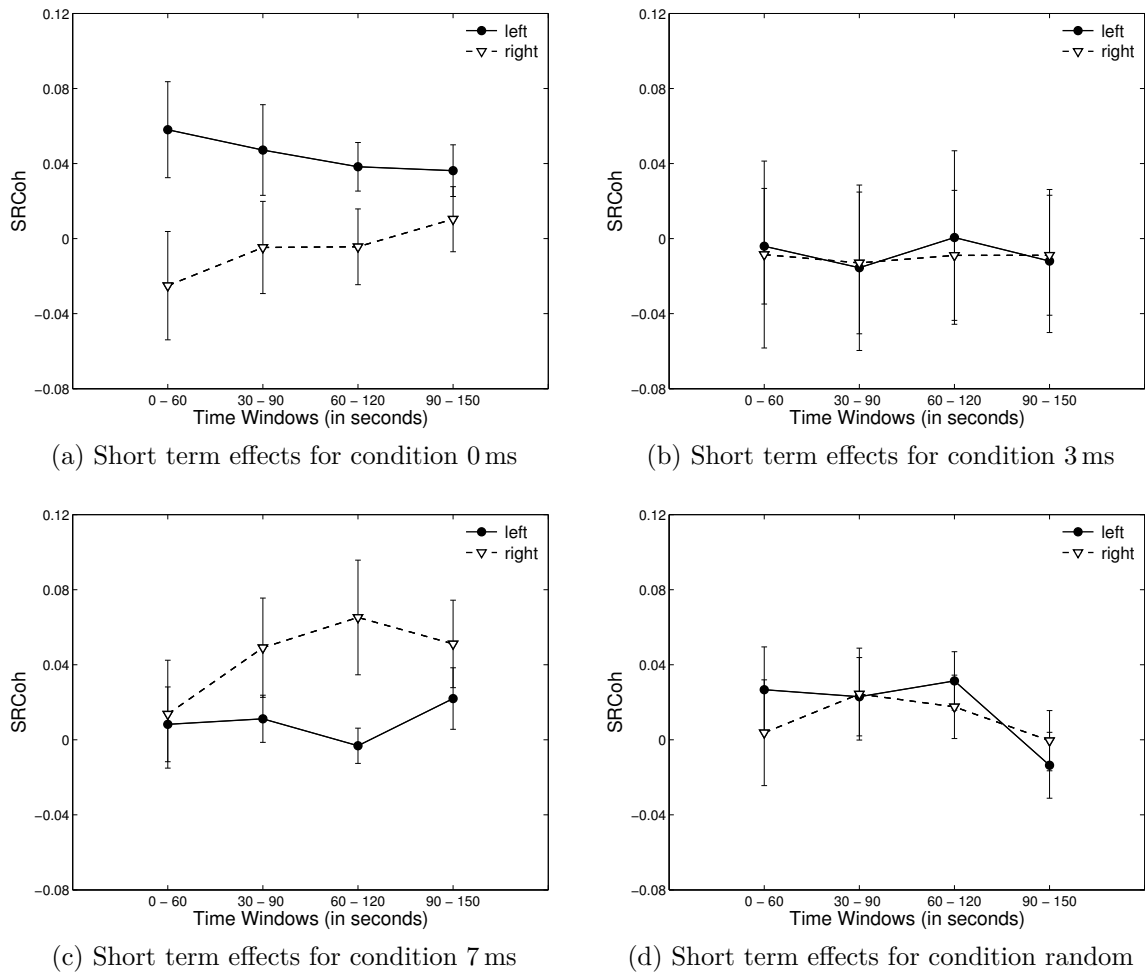 0.12
0.08
0.04
0
−0.04
−0.08
SRCoh
left
right
0 − 60 30 − 90 60 − 120 90 − 150
Time Windows (in seconds)
(a) Short term effects for condition 0 ms
0.12
0.08
0.04
0
−0.04
−0.08
SRCoh
left
right
0 − 60 30 − 90 60 − 120 90 − 150
Time Windows (in seconds)
(b) Short term effects for condition 3 ms
0.12
0.08
0.04
0
−0.04
−0.08
SRCoh
left
right
0 − 60 30 − 90 60 − 120 90 − 150
Time Windows (in seconds)
(c) Short term effects for condition 7 ms
0.12
0.08
0.04
0
−0.04
−0.08
SRCoh
left
right
0 − 60 30 − 90 60 − 120 90 − 150
Time Windows (in seconds)
(d) Short term effects for condition random